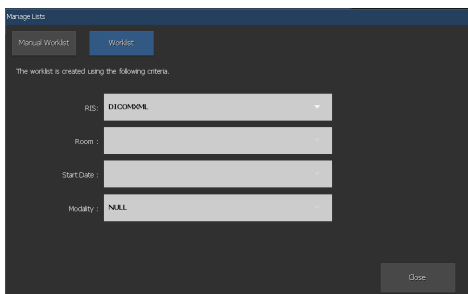 Manage Lists
Manual Worklist
Worklist
The worklist is created using the following criteria.
RIS: DICOMXML
Room :
Start Date :
Modality : NULL
Close